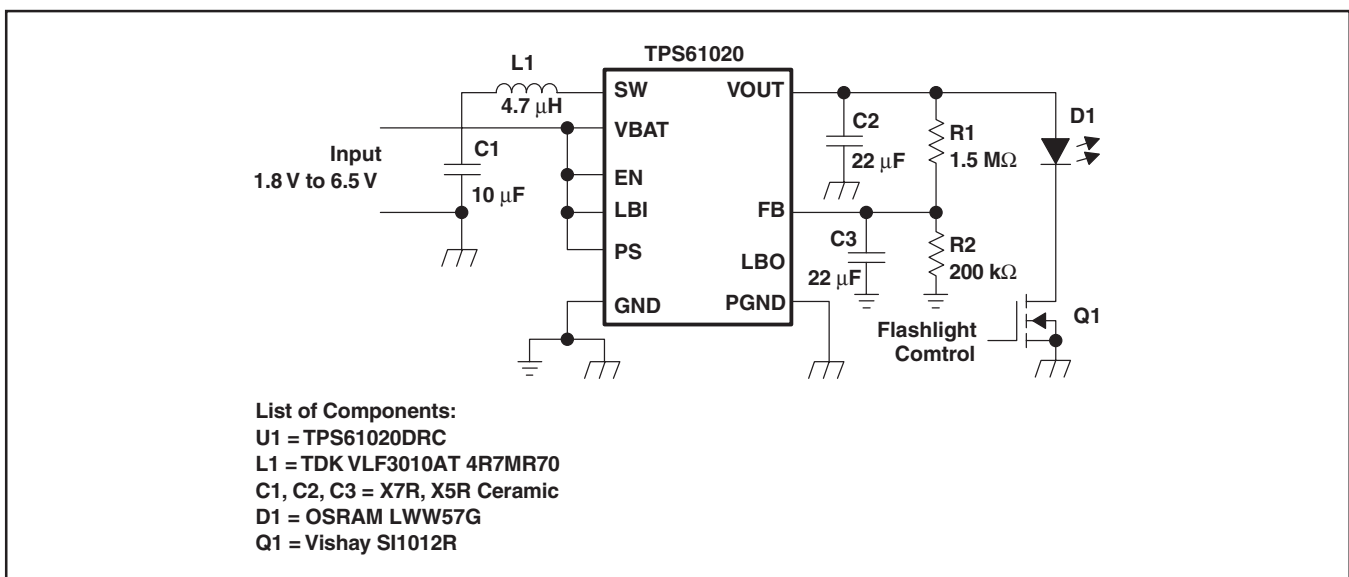 TPS61020
L1
4.7 μH
SW
VOUT
VBAT
Input
1.8 V to 6.5 V
C1
10 μF
EN
LBI
PS
GND
FB
LBO
PGND
C2
22 μF
C3
22 μF
R1
1.5 MΩ
R2
200 kΩ
D1
Flashlight
Comtrol
Q1
List of Components:
U1 = TPS61020DRC
L1 = TDK VLF3010AT 4R7MR70
C1, C2, C3 = X7R, X5R Ceramic
D1 = OSRAM LWW57G
Q1 = Vishay SI1012R